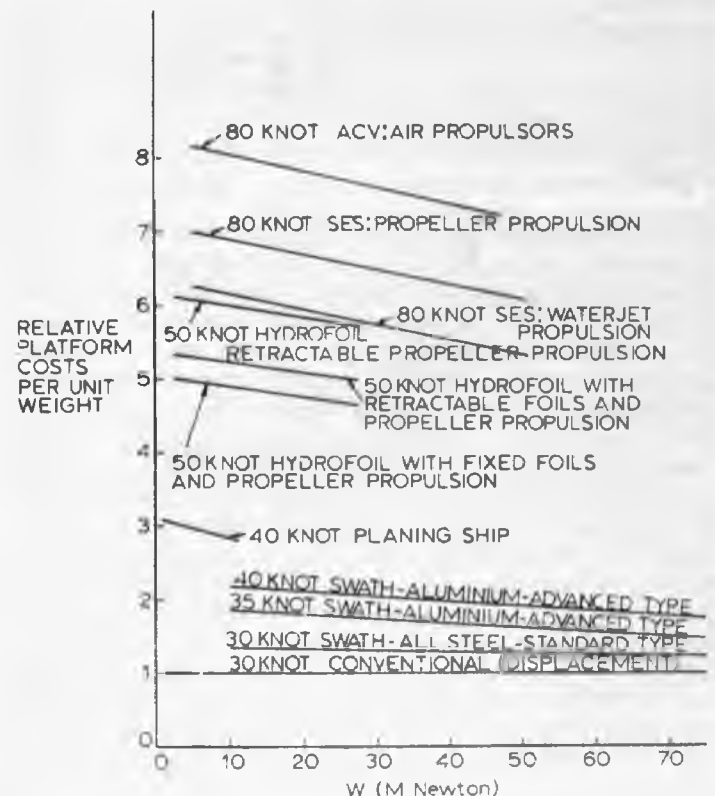 80 KNOT ACV:AIR PROPULSORS
8
80 KNOT SES:PROPELLER PROPULSION
7
6
80 KNOT SES:WATERJET
PROPULSION
50 KNOT HYDROFOIL
RETRACTABLE PROPELLER PROPULSION
RELATIVE
PLATFORM
COSTS
PER UNIT
WEIGHT
5
50 KNOT HYDROFOIL WITH
RETRACTABLE FOILS AND
PROPELLER PROPULSION
4
50 KNOT HYDROFOIL WITH FIXED FOILS
AND PROPELLER PROPULSION
3
40 KNOT PLANING SHIP
40 KNOT SWATH-ALUMINIUM-ADVANCED TYPE
2
35 KNOT SWATH-ALUMINIUM-ADVANCED TYPE
30 KNOT SWATH-ALL STEEL-STANDARD TYPE
30 KNOT CONVENTIONAL (DISPLACEMENT)
1
0
0 10 20 30 40 50 60 70
W (M Newton)